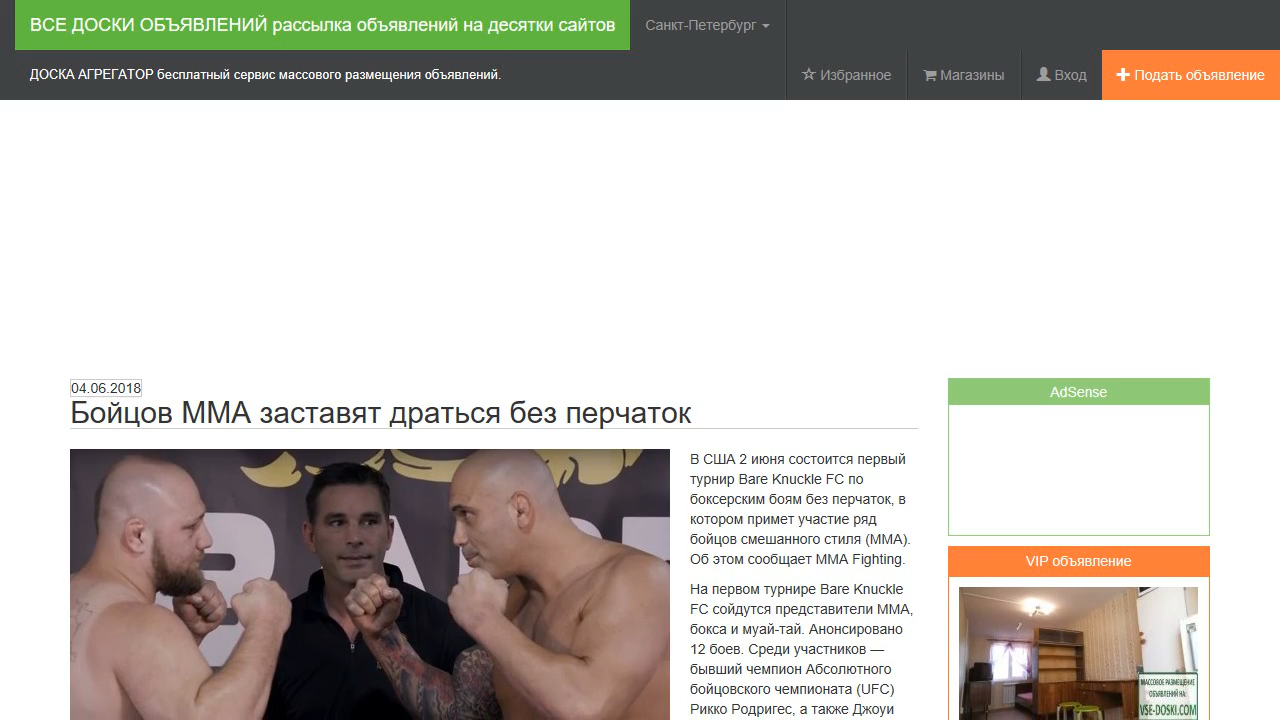 ВСЕ ДОСКИ ОБЪЯВЛЕНИЙ рассылка объявлений на десятки сайтов
Санкт-Петербург
ДОСКА АГРЕГАТОР бесплатный сервис массового размещения объявлений.
Избранное
Магазины
Вход
Подать объявление
04.06.2018
Бойцов ММА заставят драться без перчаток
В США 2 июня состоится первый
турнир Bare Knuckle FC по
боксерским боям без перчаток, в
котором примет участие ряд
бойцов смешанного стиля (ММА).
Об этом сообщает MMA Fighting.
На первом турнире Bare Knuckle
FC сойдутся представители ММА,
бокса и муай-тай. Анонсировано
12 боев. Среди участников —
бывший чемпион Абсолютного
бойцовского чемпионата (UFC)
Рикко Родригес, а также Джоуи
AdSense
VIP объявление
МАССОВОЕ РАЗМЕЩЕНИЕ
ОБЪЯВЛЕНИЙ НА:
VSE-DOSKI.COM